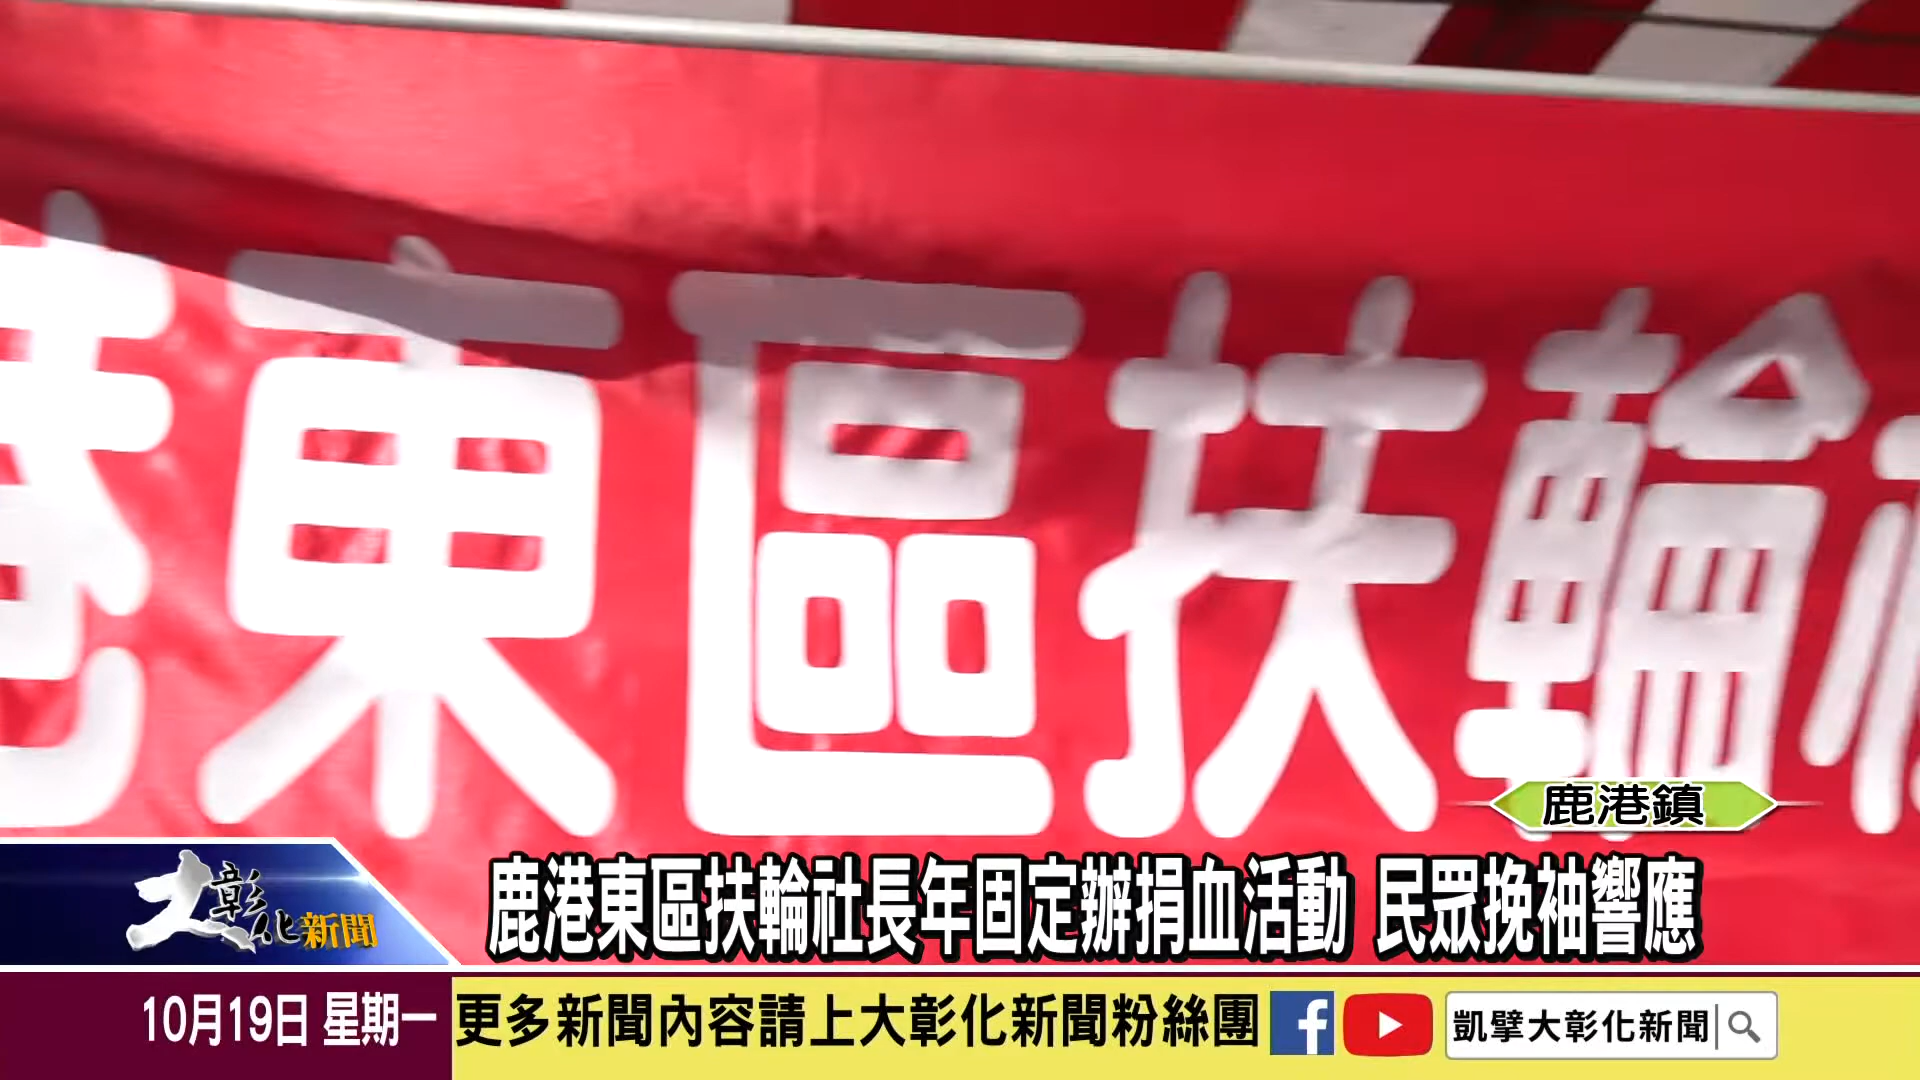 港東區扶輪社
鹿港鎮
大彰化新聞
鹿港東區扶輪社長年固定辦捐血活動 民眾挽袖響應
10月19日 星期一
更多新聞內容請上大彰化新聞粉絲團
凱擘大彰化新聞